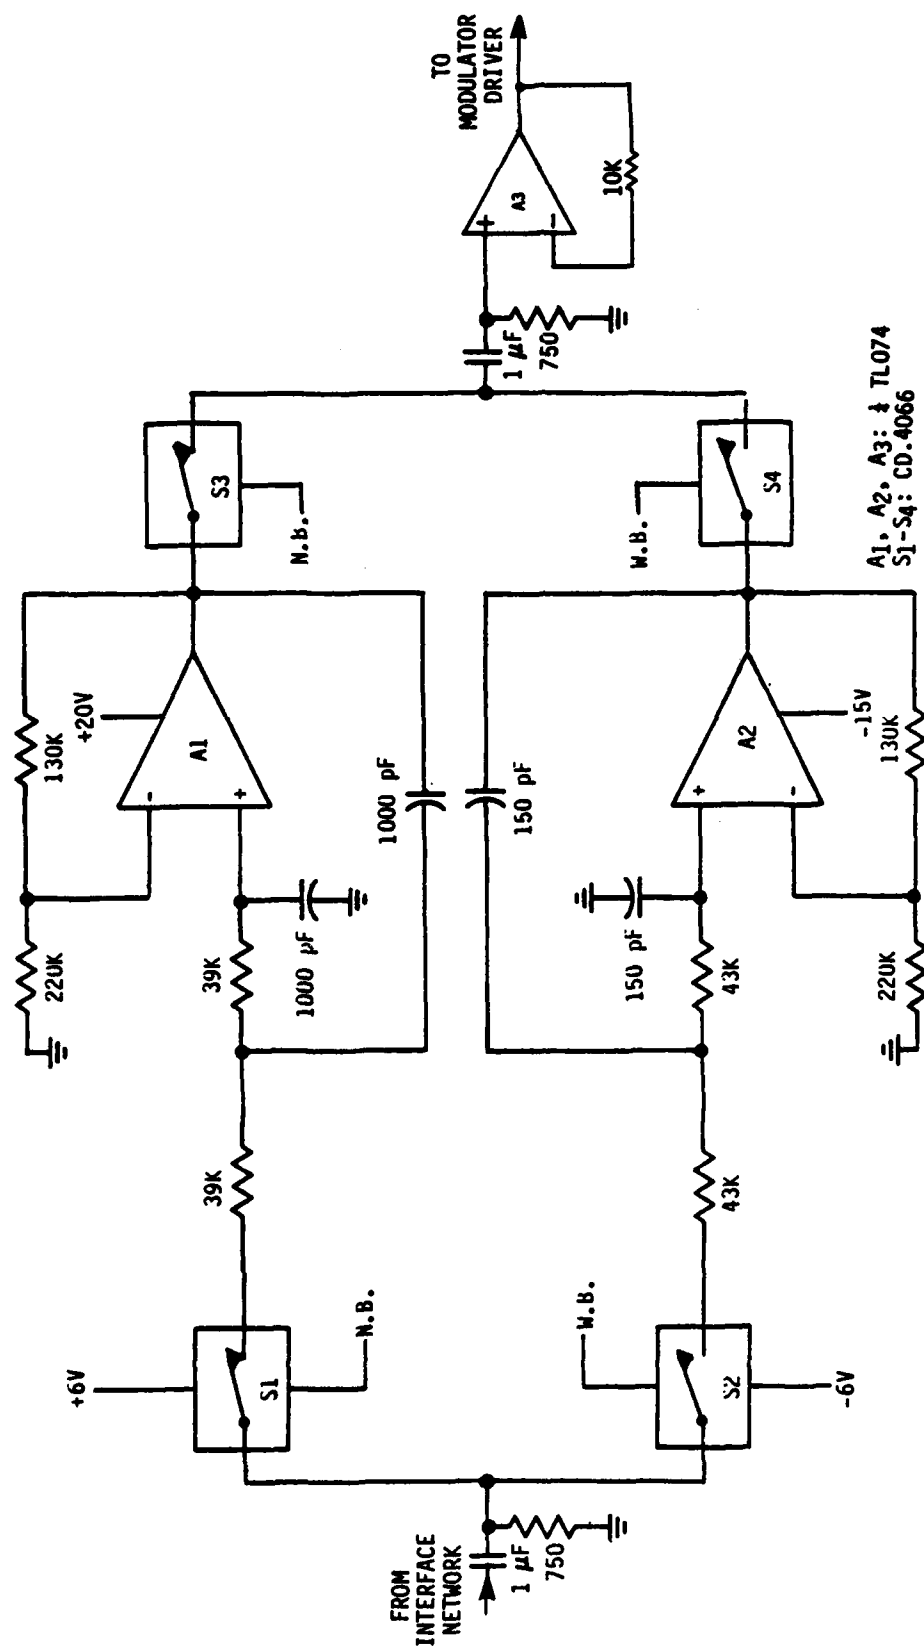 FROM
INTERFACE
NETWORK
1 µF
750
+6V
S1
N.B.
W.B.
S2
-6V
39K
43K
220K
39K
1000 pF
150 pF
43K
220K
130K
+20V
-
+
A1
1000 pF
150 pF
+
-
A2
-15V
130K
S3
N.B.
W.B.
S4
1 µF
750
+
-
A3
10K
TO
MODULATOR
DRIVER
A1, A2, A3: ¼ TL074
S1-S4: CD.4066